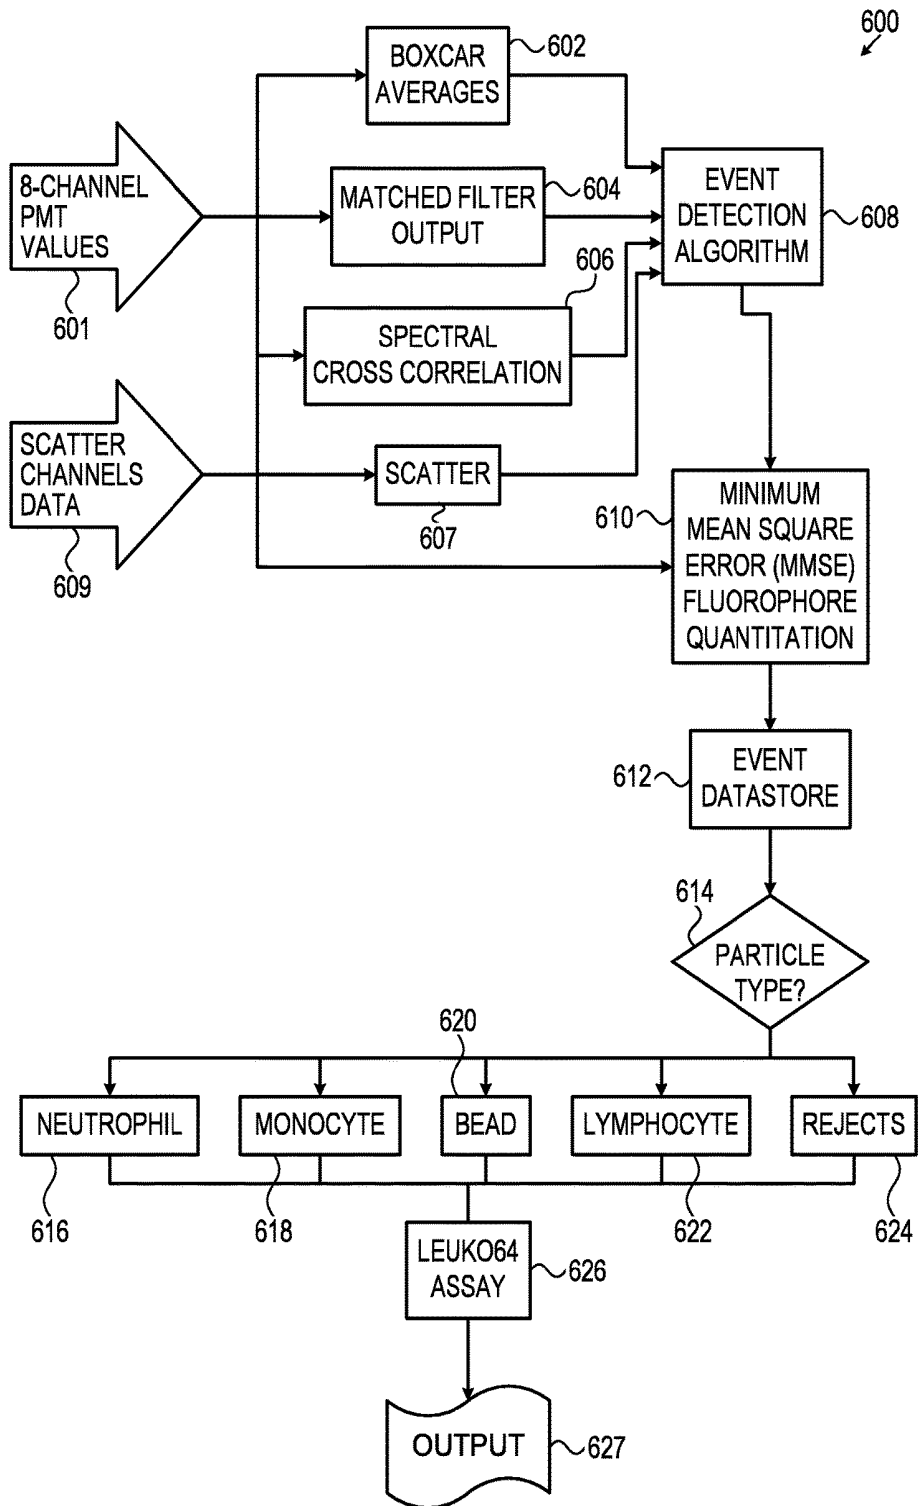 600
BOXCAR
AVERAGES
602
8-CHANNEL
PMT
VALUES
601
MATCHED FILTER
OUTPUT
604
EVENT
DETECTION
ALGORITHM
608
606
SPECTRAL
CROSS CORRELATION
SCATTER
CHANNELS
DATA
609
SCATTER
607
610
MINIMUM
MEAN SQUARE
ERROR (MMSE)
FLUOROPHORE
QUANTITATION
612
EVENT
DATASTORE
614
PARTICLE
TYPE?
620
NEUTROPHIL
MONOCYTE
BEAD
LYMPHOCYTE
REJECTS
616
618
622
624
LEUKO64
ASSAY
626
OUTPUT
627